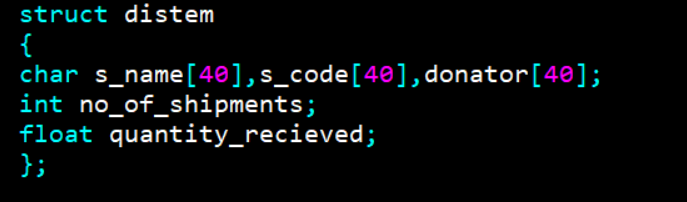 struct distem
{
char s_name[40],s_code[40],donator[40];
int no_of_shipments;
float quantity_recieved;
};